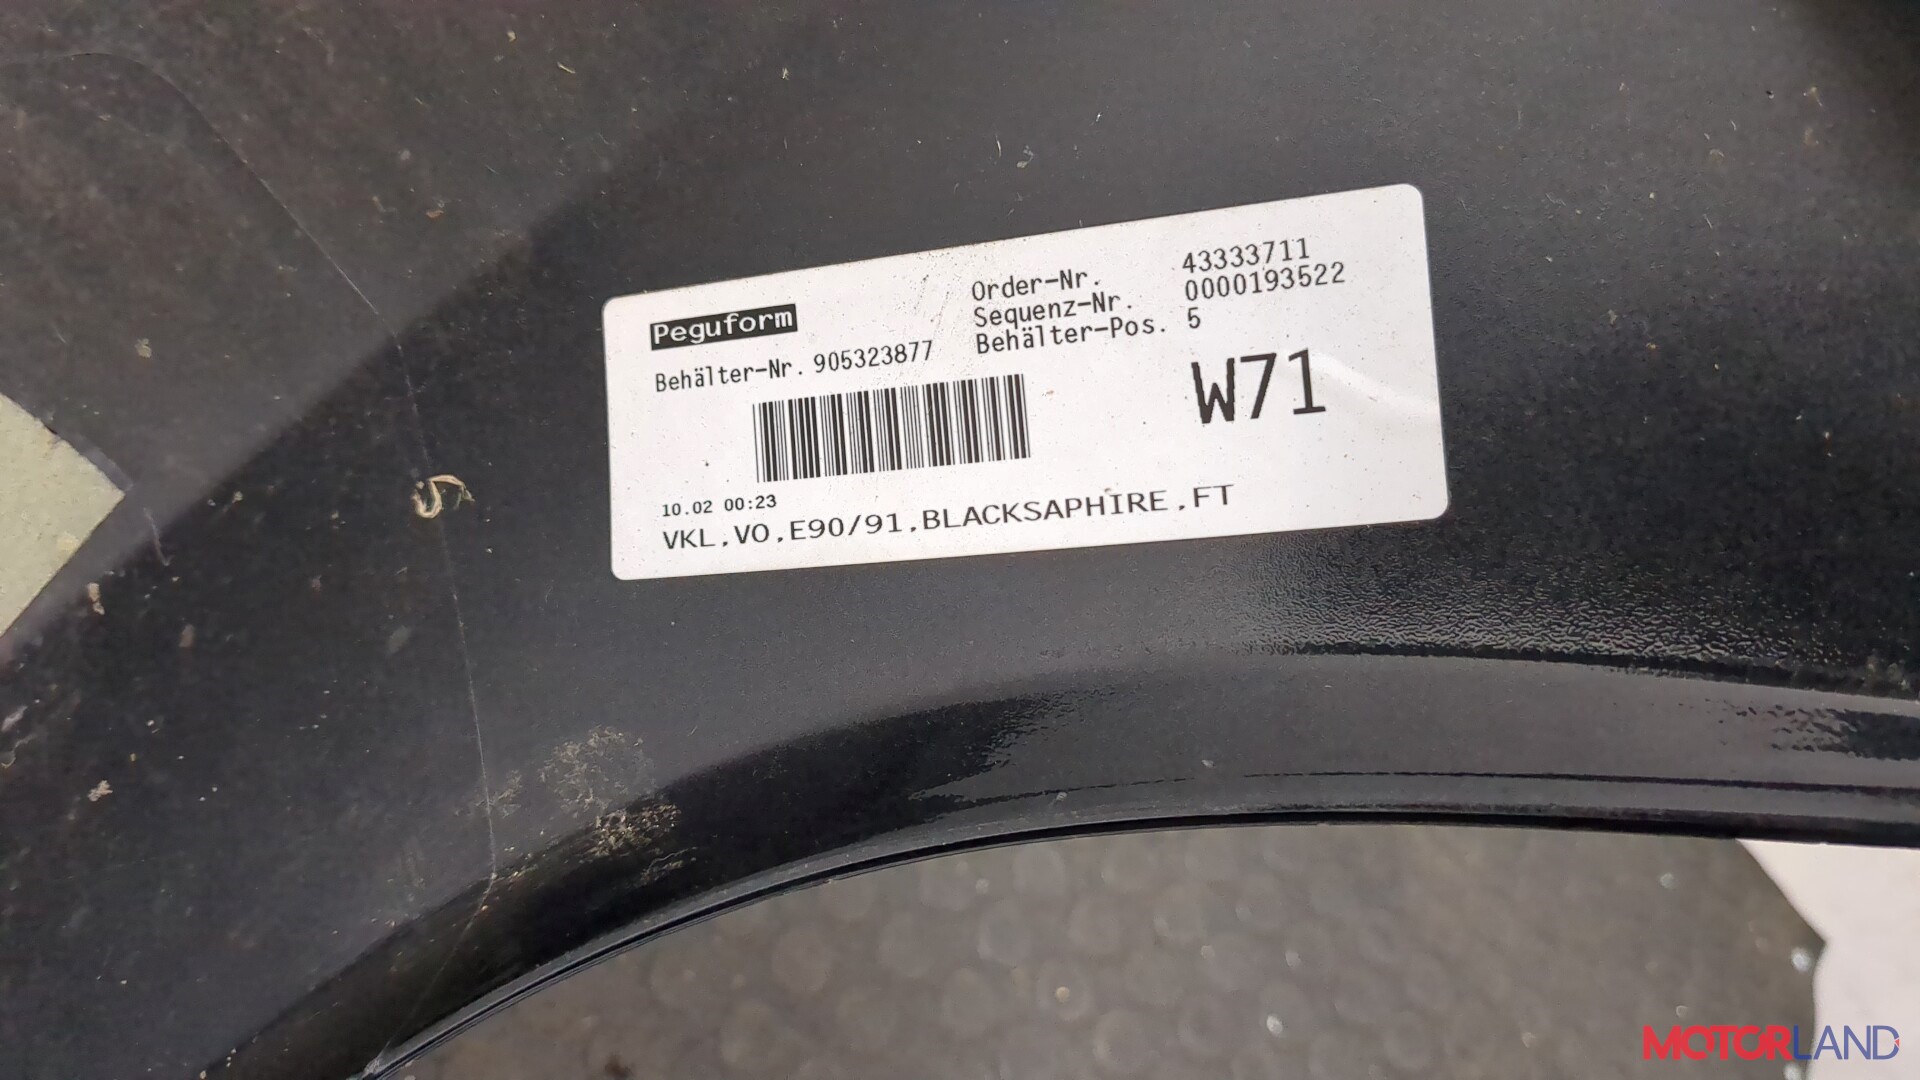 Peguform
Behälter-Nr. 905323877
Order-Nr. 43333711
Sequenz-Nr. 0000193522
Behälter-Pos. 5
W71
10.02 00:23
VKL,VO,E90/91,BLACKSAPHIRE,FT
MOTORLAND